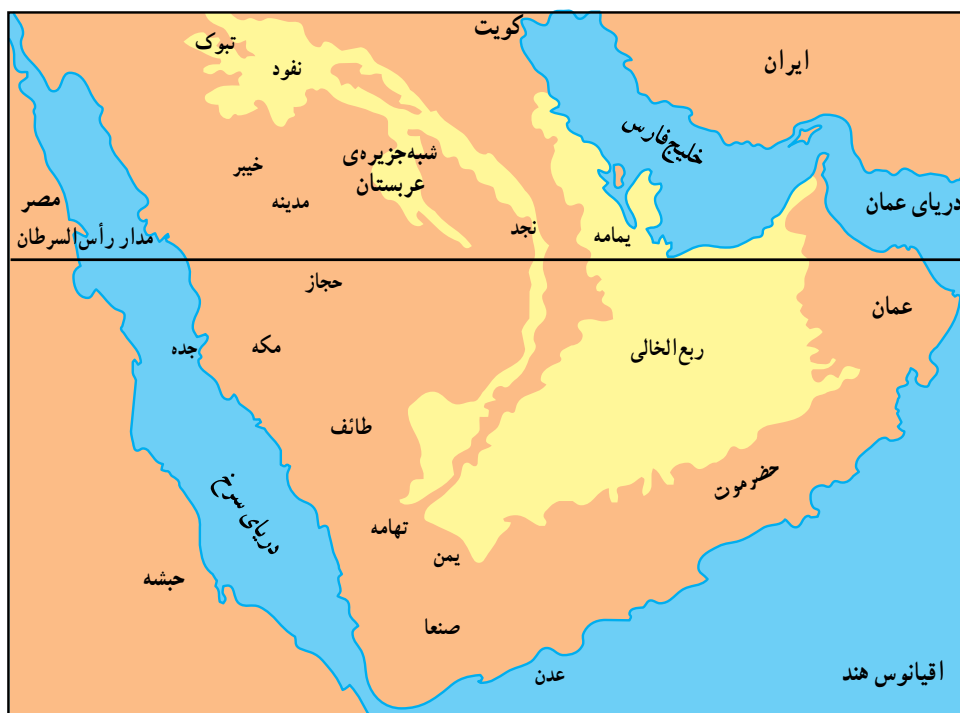 کویت
تبوک
ایران
نفود
خلیج فارس
شبه‌جزیره‌ی
عربستان
خیبر
مدینه
مصر
دریای عمان
نجد
یمامه
مدار رأس‌السرطان
حجاز
عمان
جده
مکه
ربع‌الخالی
طائف
حضرموت
دریای سرخ
تهامه
یمن
حبشه
صنعا
عدن
اقیانوس هند